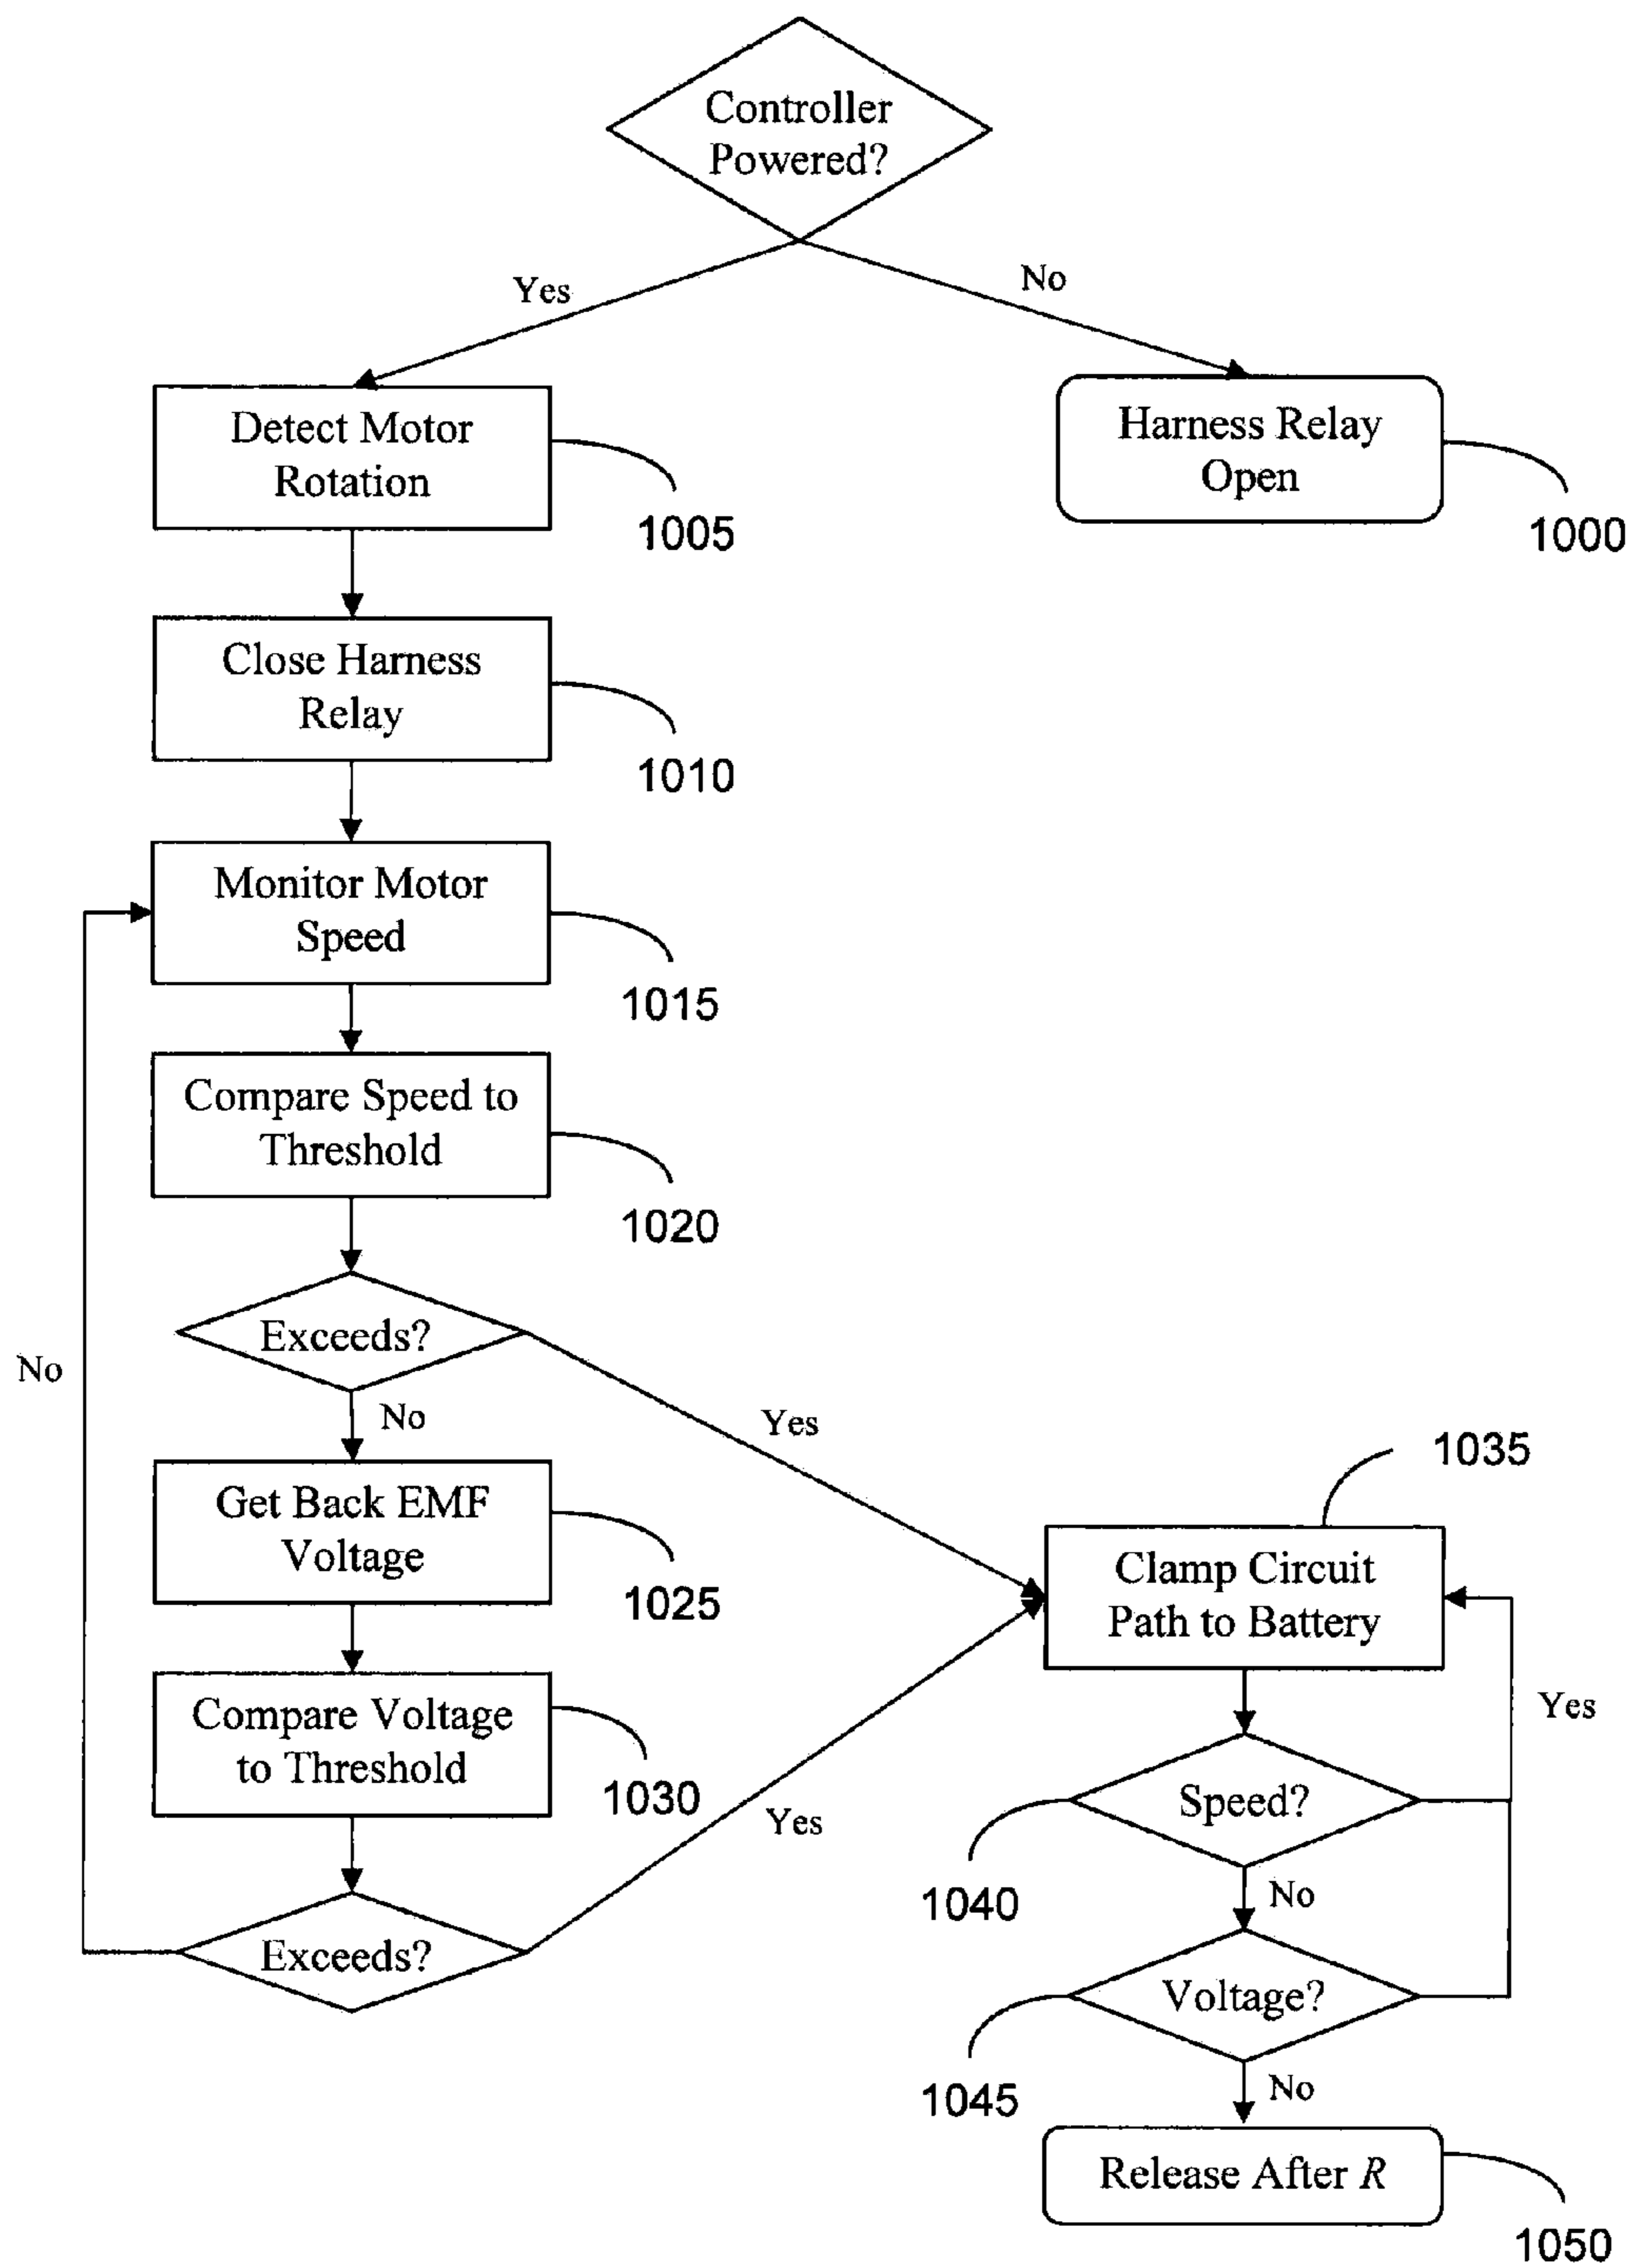 Controller
Powered?
Yes
No
Detect Motor
Rotation
1005
Harness Relay
Open
1000
Close Harness
Relay
1010
Monitor Motor
Speed
1015
Compare Speed to
Threshold
1020
Exceeds?
No
No
Yes
Get Back EMF
Voltage
1025
Compare Voltage
to Threshold
1030
Exceeds?
Yes
1035
Clamp Circuit
Path to Battery
Yes
Speed?
1040
No
Voltage?
1045
No
Release After R
1050